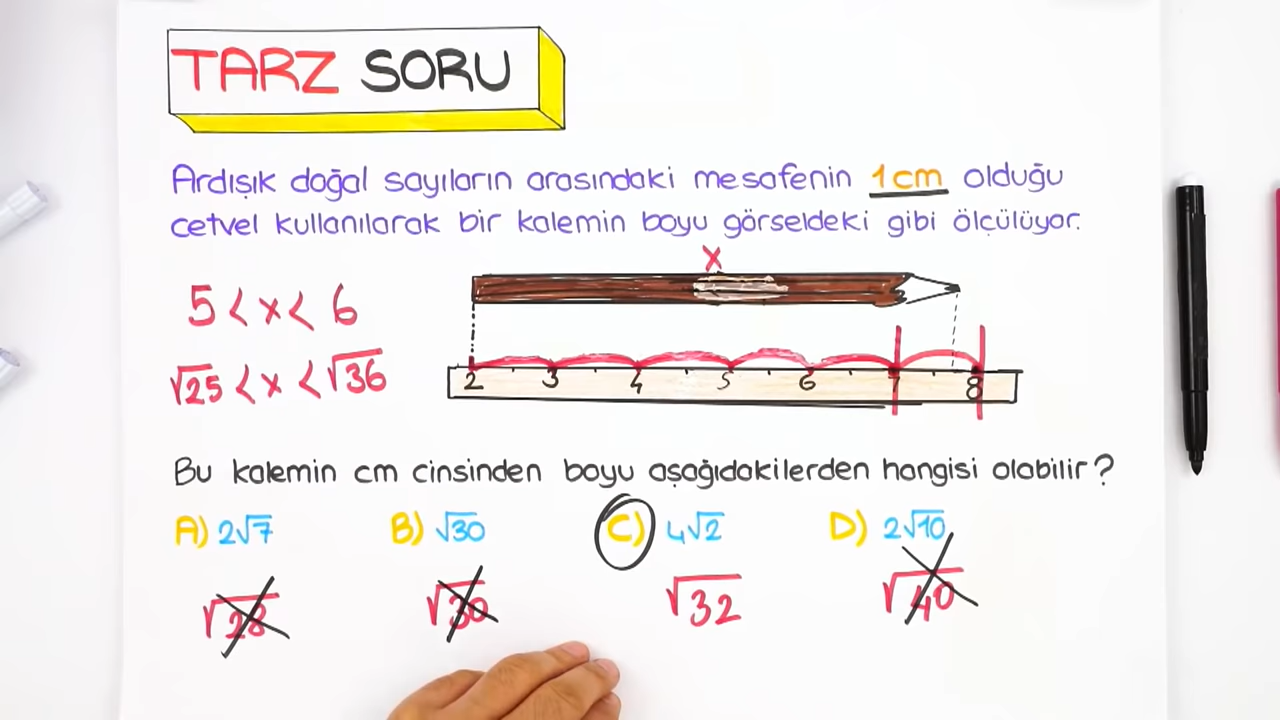 TARZ SORU
Ardışık doğal sayıların arasındaki mesafenin 1cm olduğu
cetvel kullanılarak bir kalemin boyu görseldeki gibi ölçülüyor.
x
5 < x < 6
√25 < x < √36
2 3 4 5 6 7 8
Bu kalemin cm cinsinden boyu aşağıdakilerden hangisi olabilir?
A) 2√7 B) √30 C) 4√2 D) 2√10
√28 √30 √32 √40